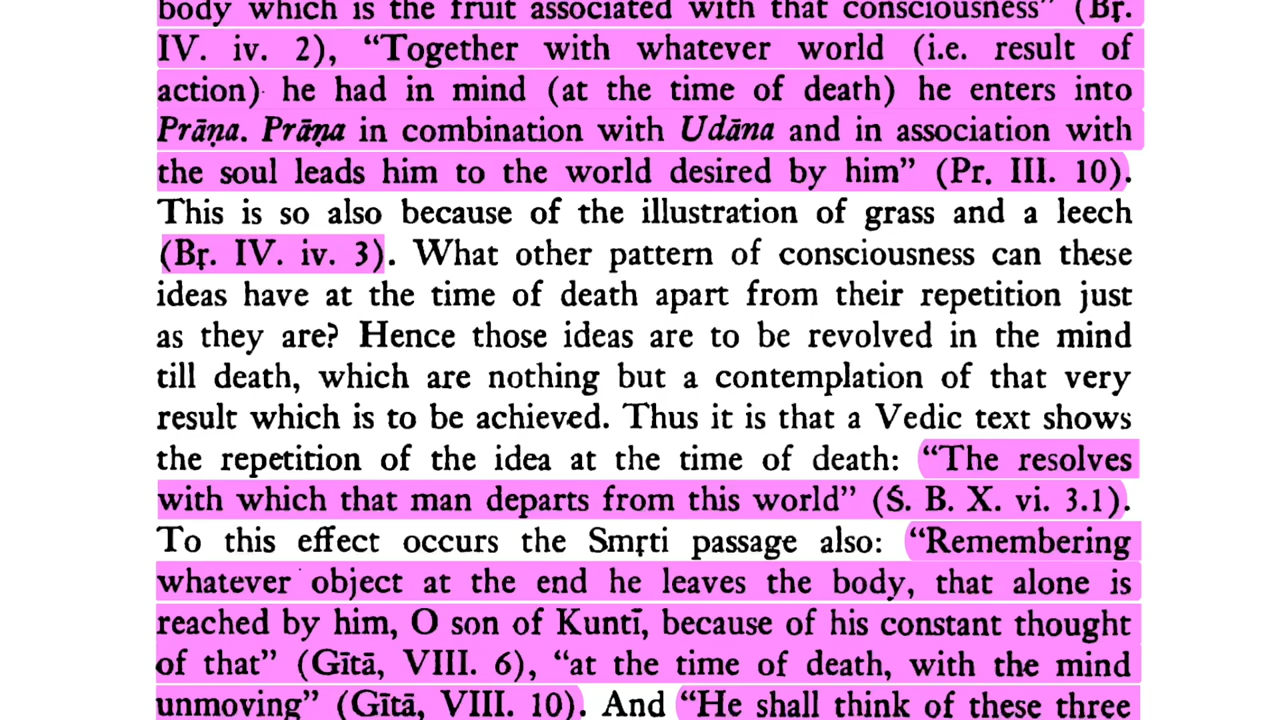 body which is the fruit associated with that consciousness” (Bṛ.
IV. iv. 2), “Together with whatever world (i.e. result of
action) he had in mind (at the time of death) he enters into
Prāṇa. Prāṇa in combination with Udāna and in association with
the soul leads him to the world desired by him” (Pr. III. 10).
This is so also because of the illustration of grass and a leech
(Bṛ. IV. iv. 3). What other pattern of consciousness can these
ideas have at the time of death apart from their repetition just
as they are? Hence those ideas are to be revolved in the mind
till death, which are nothing but a contemplation of that very
result which is to be achieved. Thus it is that a Vedic text shows
the repetition of the idea at the time of death: “The resolves
with which that man departs from this world” (Ś. B. X. vi. 3.1).
To this effect occurs the Smṛti passage also: “Remembering
whatever object at the end he leaves the body, that alone is
reached by him, O son of Kuntī, because of his constant thought
of that” (Gītā, VIII. 6), “at the time of death, with the mind
unmoving” (Gītā, VIII. 10). And “He shall think of these three